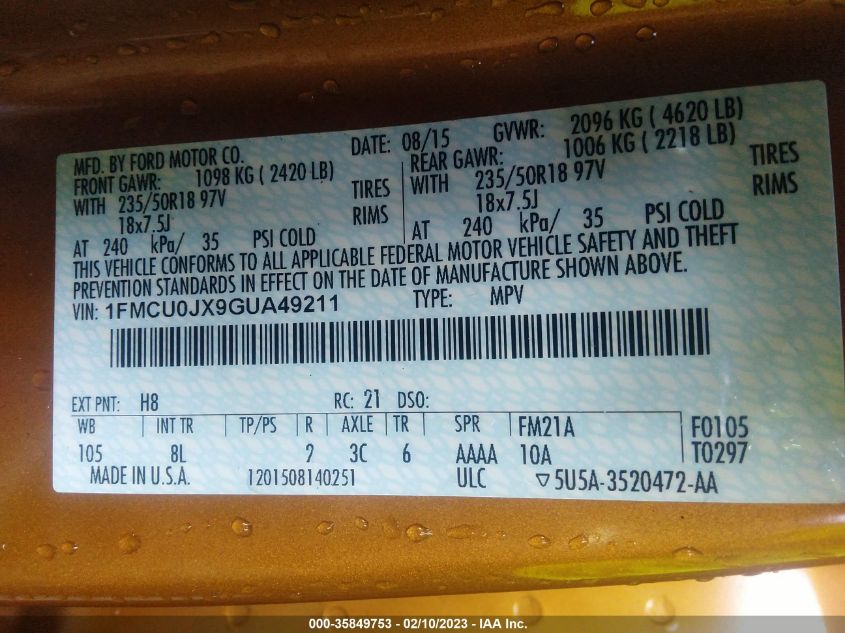 MFD. BY FORD MOTOR CO.
DATE: 08/15 GVWR: 2096 KG ( 4620 LB)
FRONT GAWR: 1098 KG ( 2420 LB)
WITH 235/50R18 97V TIRES
18x7.5J RIMS
AT 240 kPa/ 35 PSI COLD
REAR GAWR: 1006 KG ( 2218 LB)
WITH 235/50R18 97V TIRES
18x7.5J RIMS
AT 240 kPa/ 35 PSI COLD
THIS VEHICLE CONFORMS TO ALL APPLICABLE FEDERAL MOTOR VEHICLE SAFETY AND THEFT
PREVENTION STANDARDS IN EFFECT ON THE DATE OF MANUFACTURE SHOWN ABOVE.
VIN: 1FMCU0JX9GUA49211 TYPE: MPV
EXT PNT: H8 RC: 21 DSO:
WB INT TR TP/PS R AXLE TR SPR FM21A F0105
105 8L 2 3C 6 AAAA 10A T0297
MADE IN U.S.A. 1201508140251 ULC ▽5U5A-3520472-AA
000-35849753 - 02/10/2023 - IAA Inc.